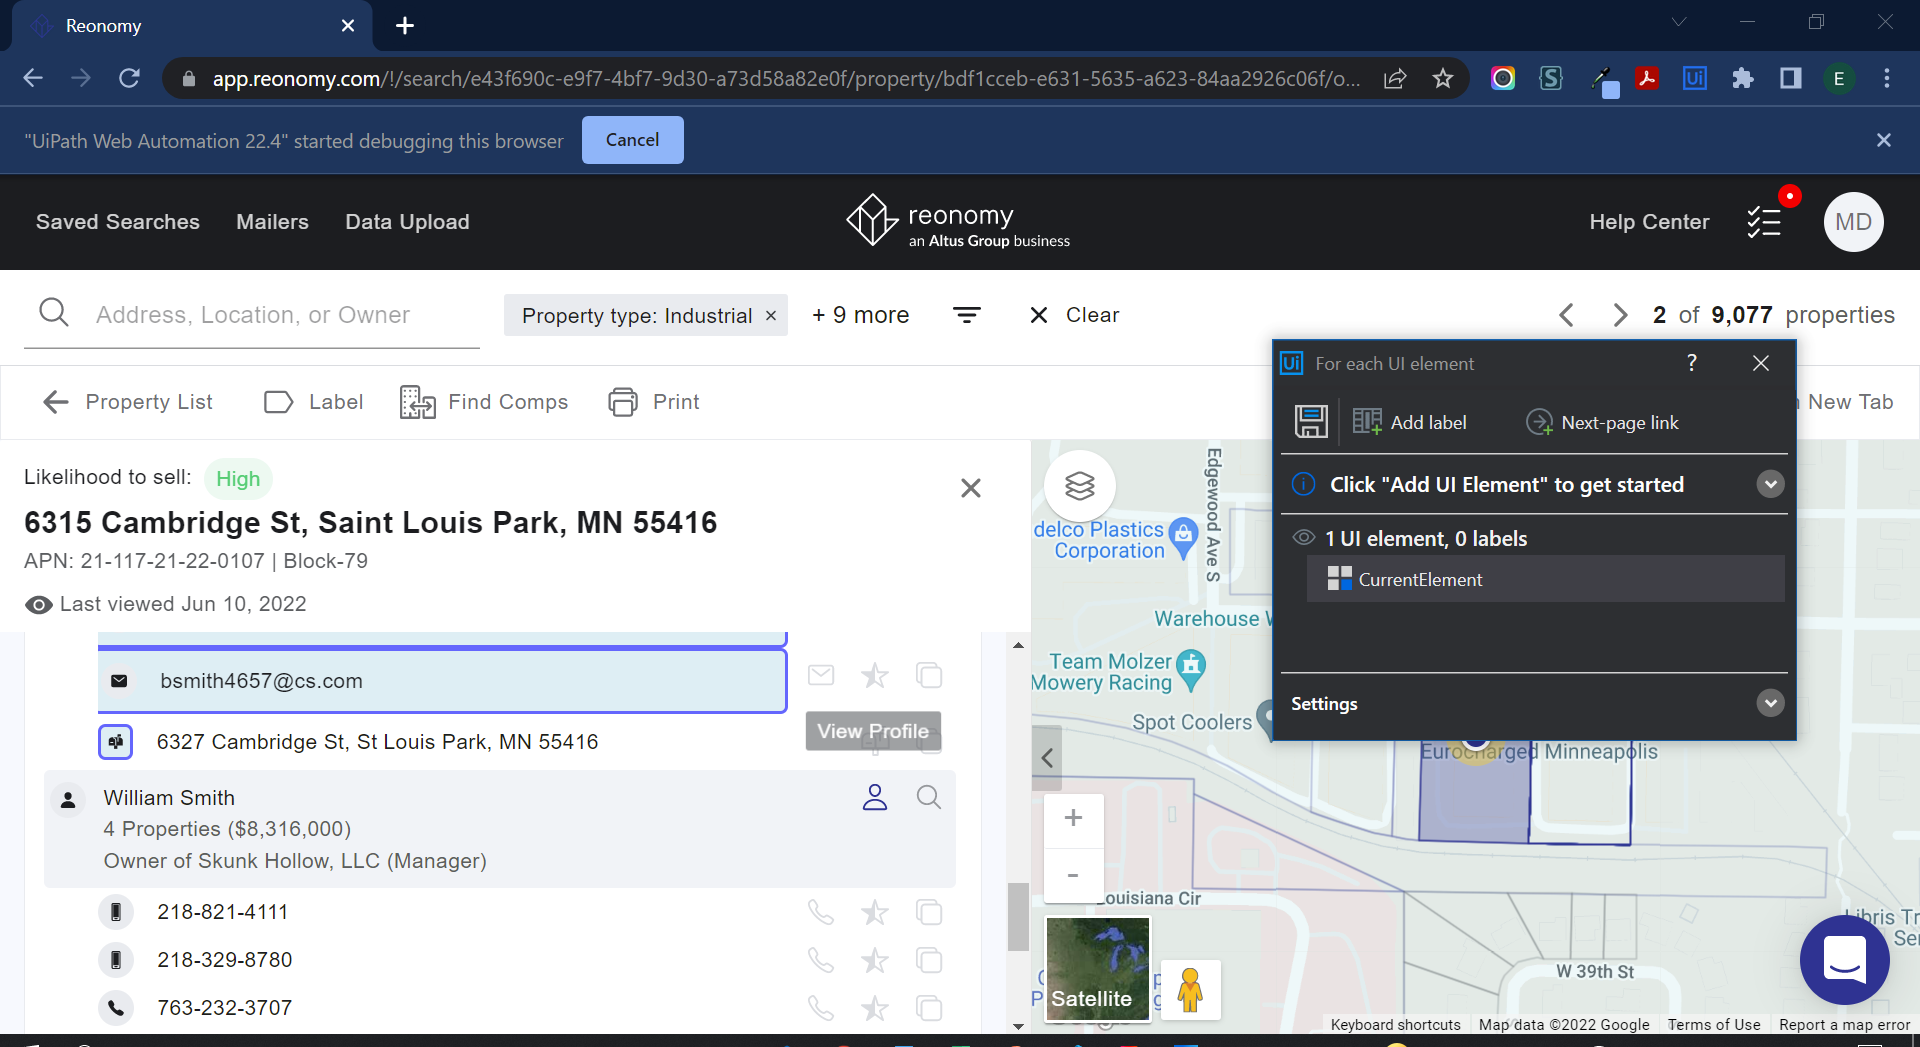 Reonomy
app.reonomy.com/!/search/e43f690c-e9f7-4bf7-9d30-a73d58a82e0f/property/bdf1cceb-e631-5635-a623-84aa2926c06f/o...
Ui
E
"UiPath Web Automation 22.4" started debugging this browser
Cancel
Saved Searches
Mailers
Data Upload
reonomy
an Altus Group business
Help Center
MD
Address, Location, or Owner
Property type: Industrial ×
+ 9 more
Clear
2 of 9,077 properties
Property List
Label
Find Comps
Print
New Tab
Likelihood to sell: High
6315 Cambridge St, Saint Louis Park, MN 55416
APN: 21-117-21-22-0107 | Block-79
Last viewed Jun 10, 2022
bsmith4657@cs.com
View Profile
6327 Cambridge St, St Louis Park, MN 55416
William Smith
4 Properties ($8,316,000)
Owner of Skunk Hollow, LLC (Manager)
218-821-4111
218-329-8780
763-232-3707
Ui For each UI element ?
Add label
Next-page link
Click "Add UI Element" to get started
1 UI element, 0 labels
CurrentElement
Settings
Edgewood Ave S
delco Plastics
Corporation
Warehouse
Team Molzer
Mowery Racing
Spot Coolers
Eurocharged Minneapolis
+
-
ouisiana Cir
Satellite
W 39th St
Libris Tr
Ser
Keyboard shortcuts
Map data ©2022 Google
Terms of Use
Report a map error